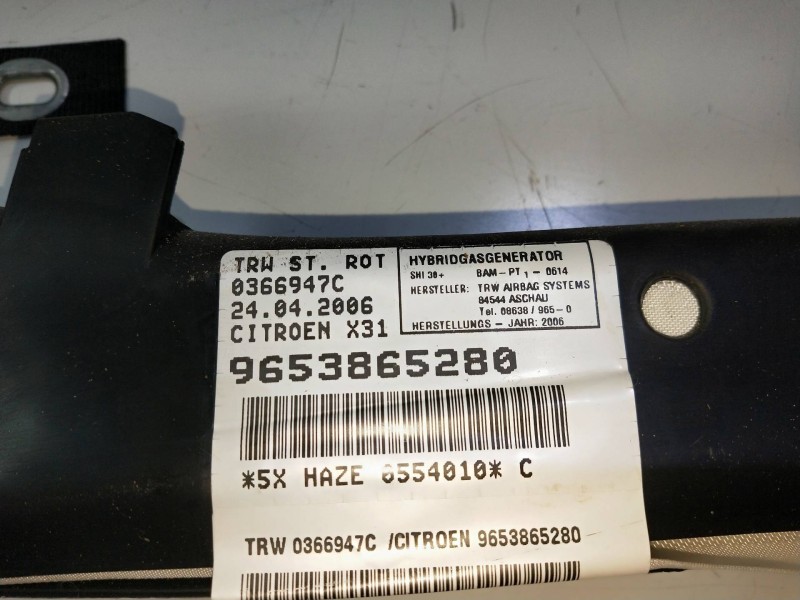 TRW ST. ROT
0366947C
24.04.2006
CITROEN X31
HYBRIDGASGENERATOR
SHI 30+ BAM-PT1-0614
HERSTELLER: TRW AIRBAG SYSTEMS
84544 ASCHAU
Tel. 08638/965-0
HERSTELLUNGS-JAHR: 2006
9653865280
*5X HAZE 0554010* C
TRW 0366947C /CITROEN 9653865280